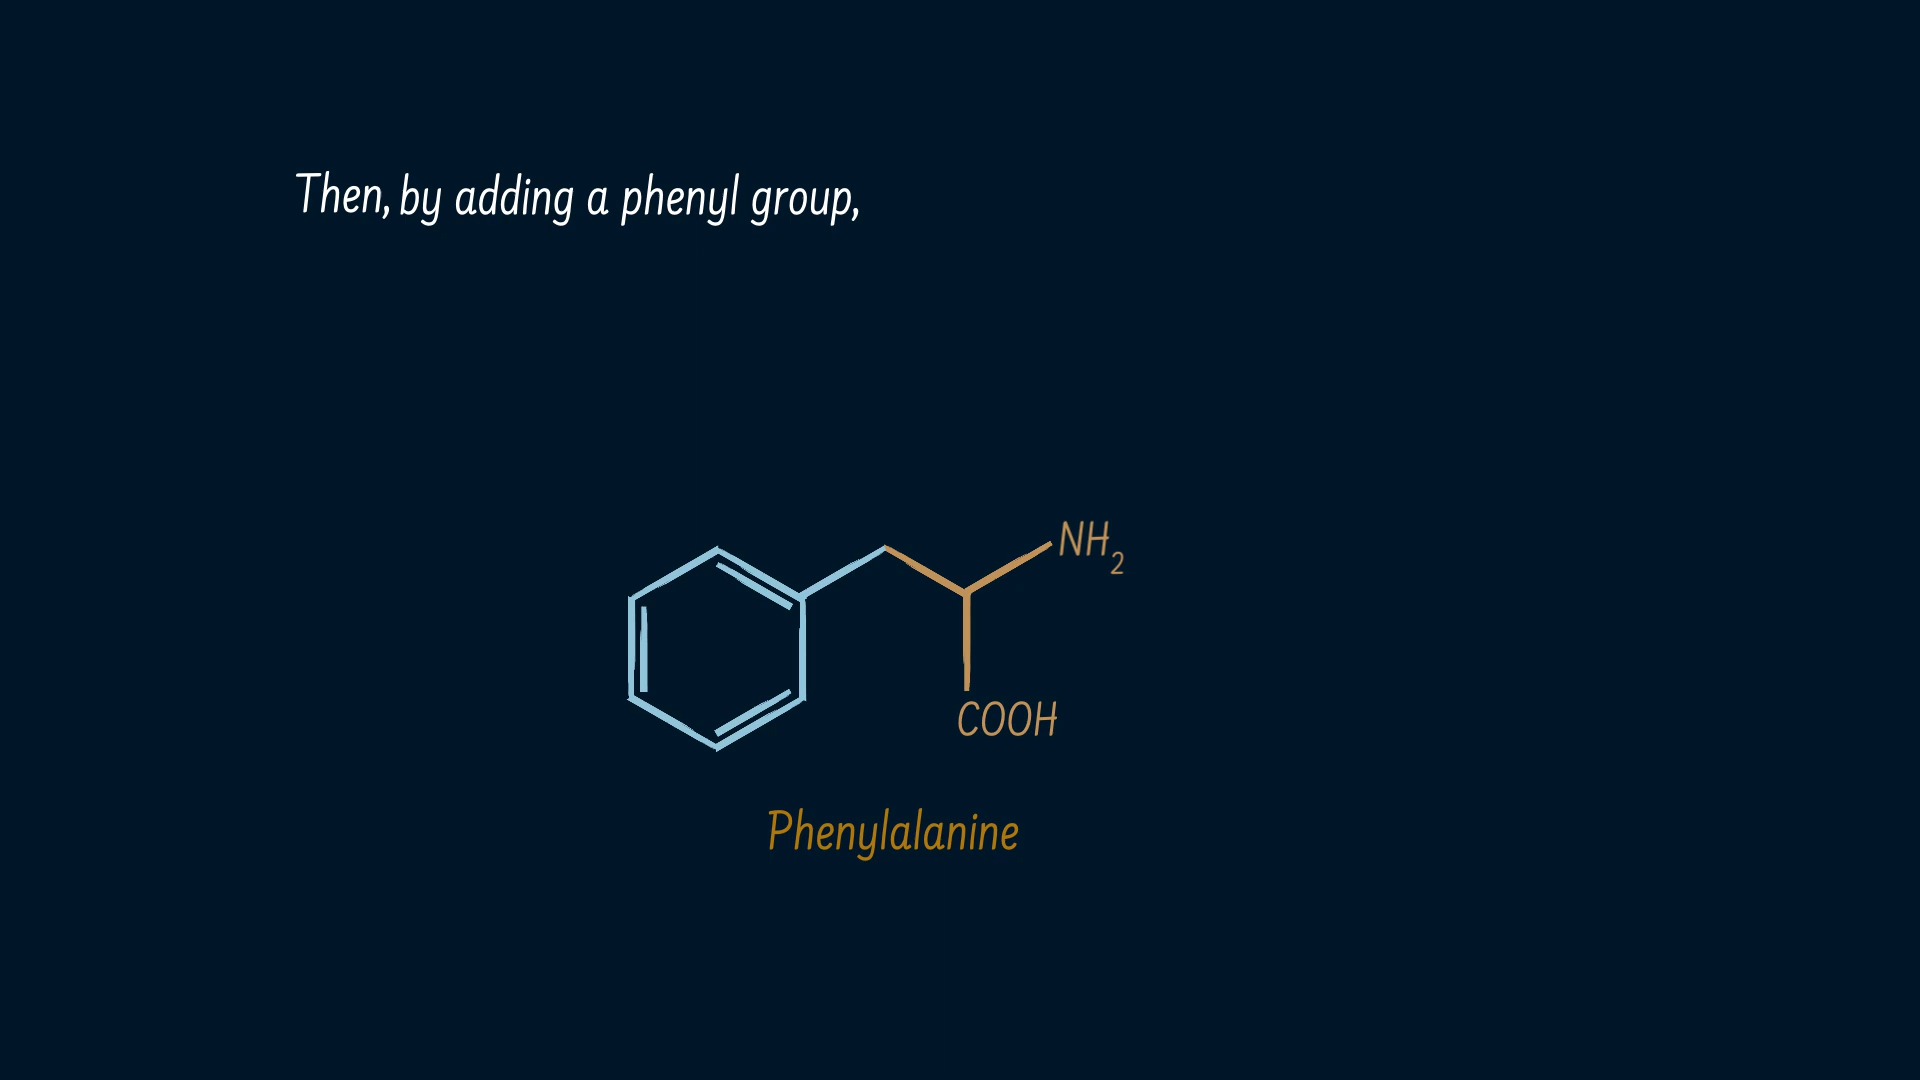 Then, by adding a phenyl group,
NH2
COOH
Phenylalanine